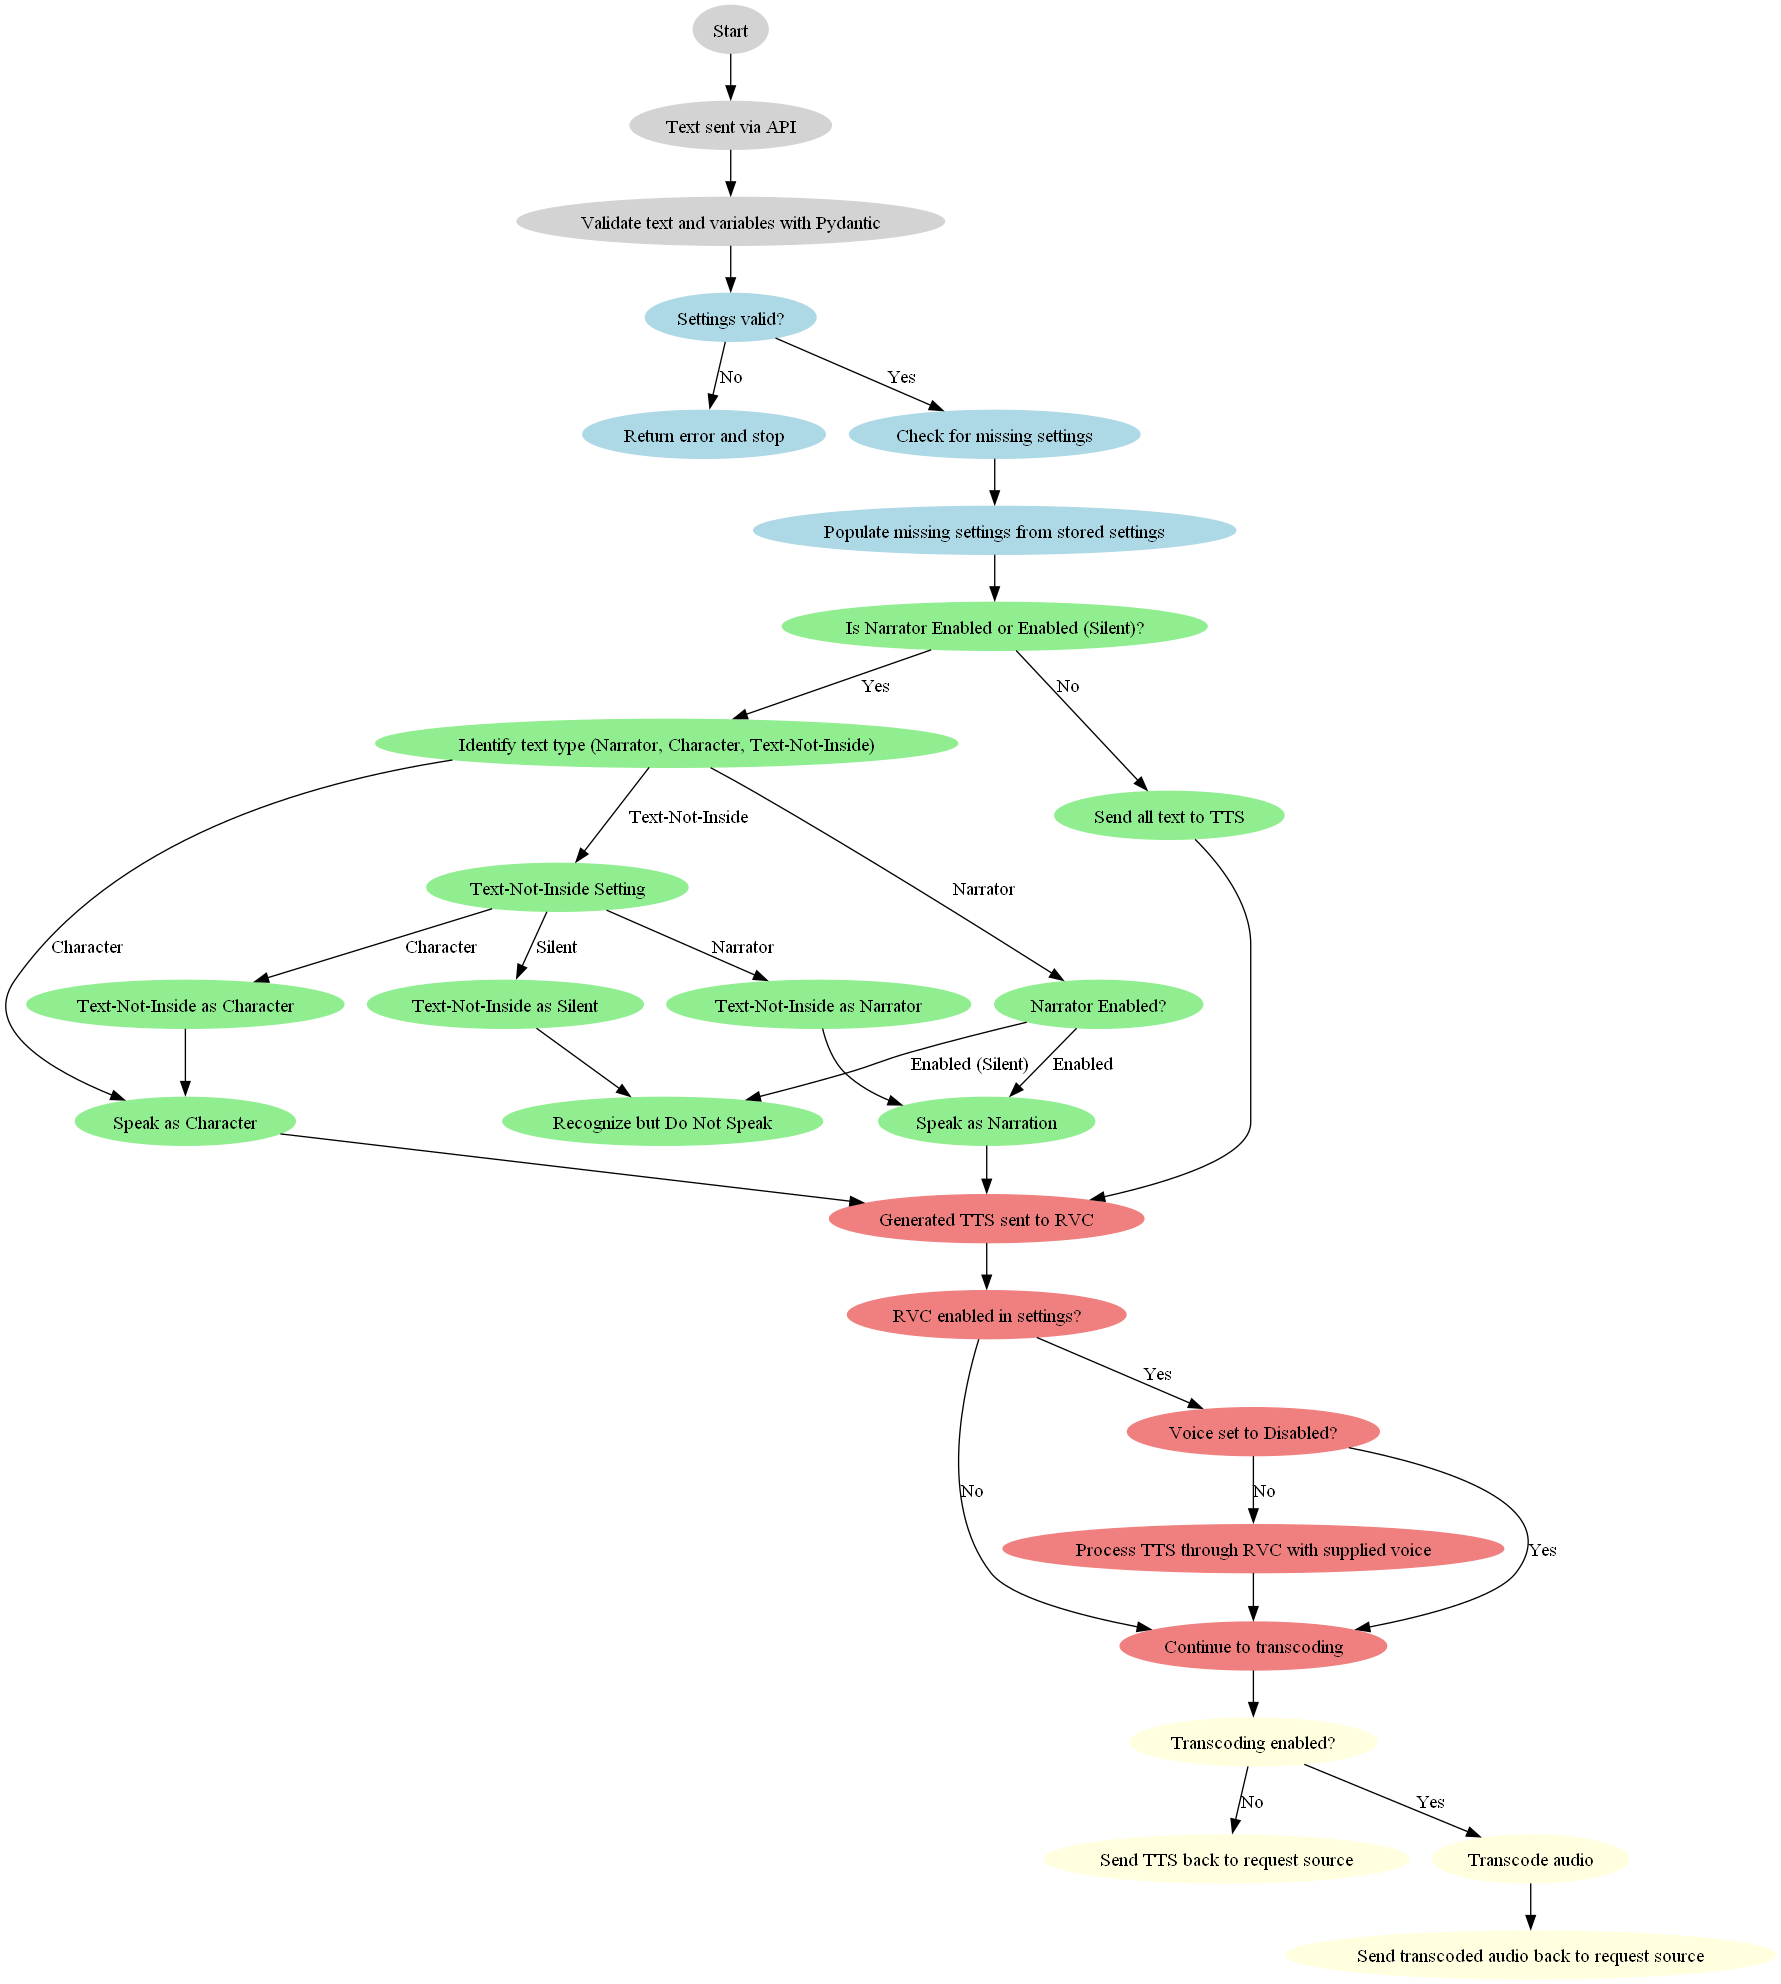 Start
Text sent via API
Validate text and variables with Pydantic
Settings valid?
No
Yes
Return error and stop
Check for missing settings
Populate missing settings from stored settings
Is Narrator Enabled or Enabled (Silent)?
Yes
No
Identify text type (Narrator, Character, Text-Not-Inside)
Text-Not-Inside
Send all text to TTS
Text-Not-Inside Setting
Narrator
Character
Character
Silent
Narrator
Text-Not-Inside as Character
Text-Not-Inside as Silent
Text-Not-Inside as Narrator
Narrator Enabled?
Enabled (Silent)
Enabled
Speak as Character
Recognize but Do Not Speak
Speak as Narration
Generated TTS sent to RVC
RVC enabled in settings?
Yes
Voice set to Disabled?
No
No
Process TTS through RVC with supplied voice
Yes
Continue to transcoding
Transcoding enabled?
No
Yes
Send TTS back to request source
Transcode audio
Send transcoded audio back to request source